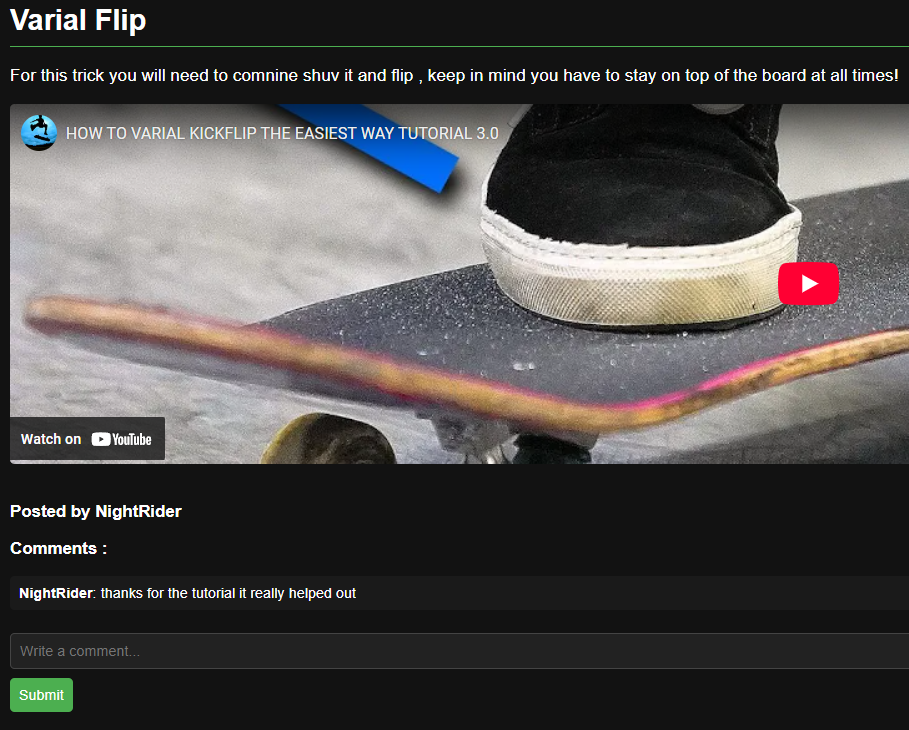 Varial Flip
For this trick you will need to comnine shuv it and flip , keep in mind you have to stay on top of the board at all times!
HOW TO VARIAL KICKFLIP THE EASIEST WAY TUTORIAL 3.0
Watch on YouTube
Posted by NightRider
Comments :
NightRider: thanks for the tutorial it really helped out
Write a comment...
Submit